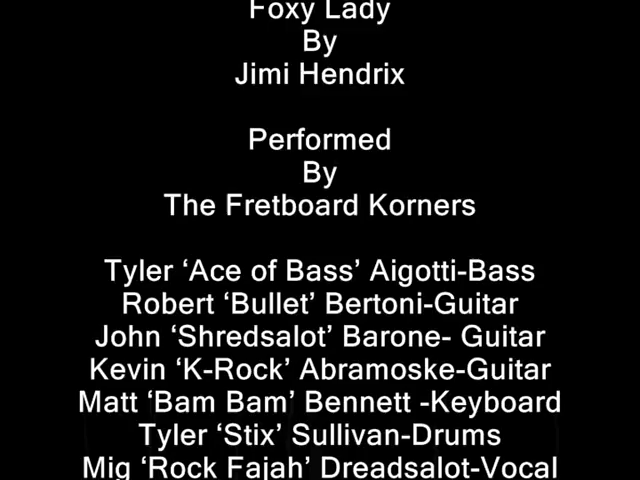 Foxy Lady
By
Jimi Hendrix
Performed
By
The Fretboard Korners
Tyler ‘Ace of Bass’ Aigotti-Bass
Robert ‘Bullet’ Bertoni-Guitar
John ‘Shredsalot’ Barone- Guitar
Kevin ‘K-Rock’ Abramoske-Guitar
Matt ‘Bam Bam’ Bennett -Keyboard
Tyler ‘Stix’ Sullivan-Drums
Mig ‘Rock Fajah’ Dreadsalot-Vocal